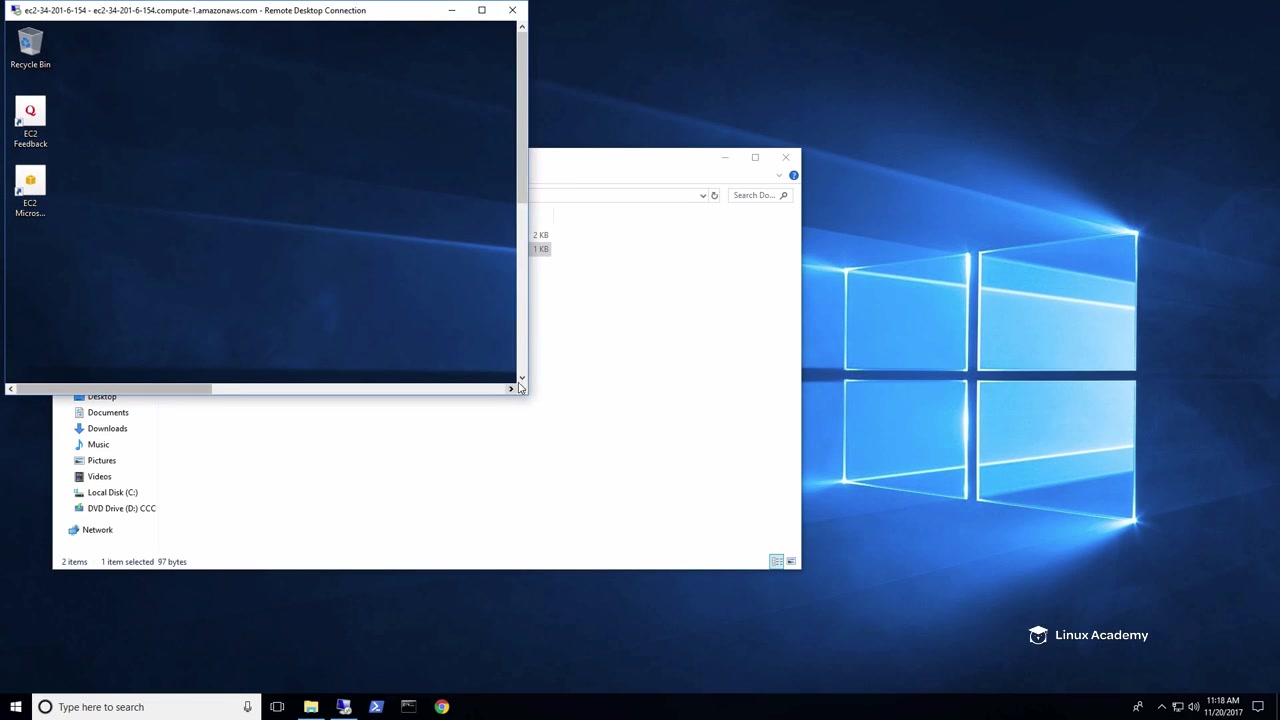 ec2-34-201-6-154 - ec2-34-201-6-154.compute-1.amazonaws.com - Remote Desktop Connection
Recycle Bin
Q
EC2
Feedback
EC2
Micros...
Search Do...
2 KB
1 KB
Desktop
Documents
Downloads
Music
Pictures
Videos
Local Disk (C:)
DVD Drive (D:) CCC
Network
2 items 1 item selected 97 bytes
Linux Academy
Type here to search
11:18 AM
11/20/2017